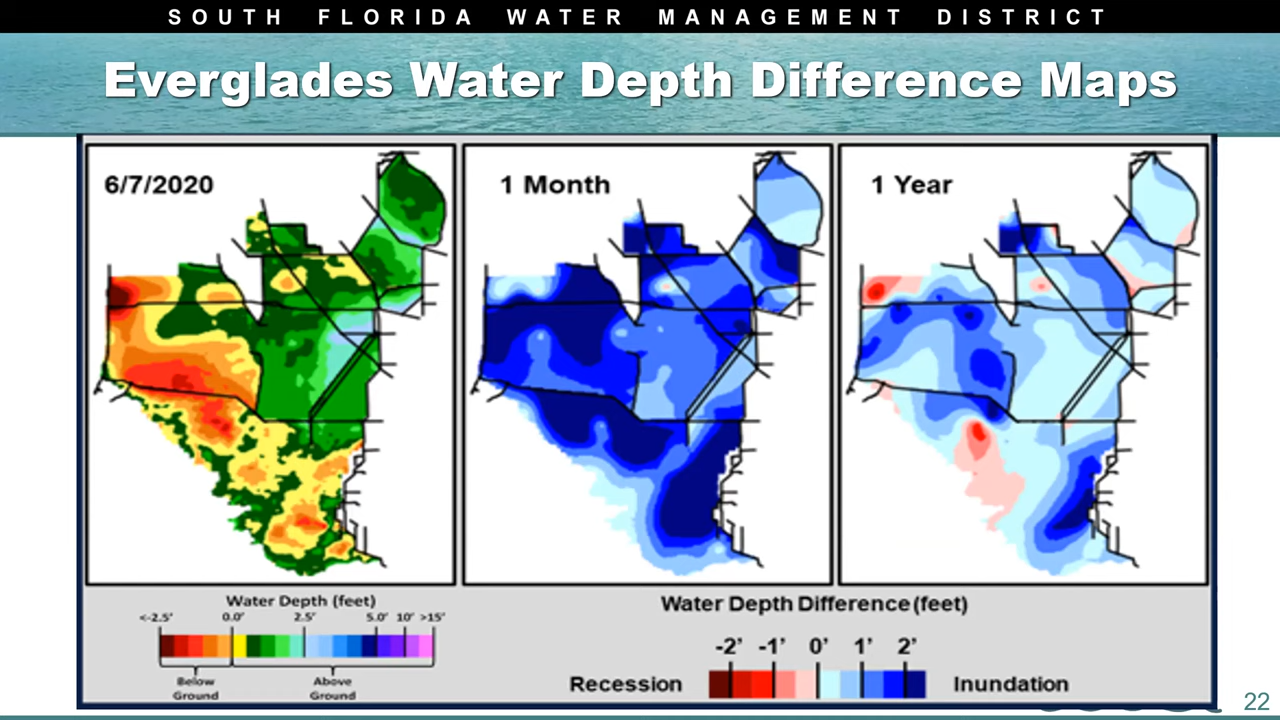 SOUTH FLORIDA WATER MANAGEMENT DISTRICT
Everglades Water Depth Difference Maps
6/7/2020
1 Month
1 Year
Water Depth (feet)
<-2.5' 0.0' 2.5' 5.0' 10' >15'
Below Ground
Above Ground
Water Depth Difference (feet)
-2' -1' 0' 1' 2'
Recession
Inundation
22